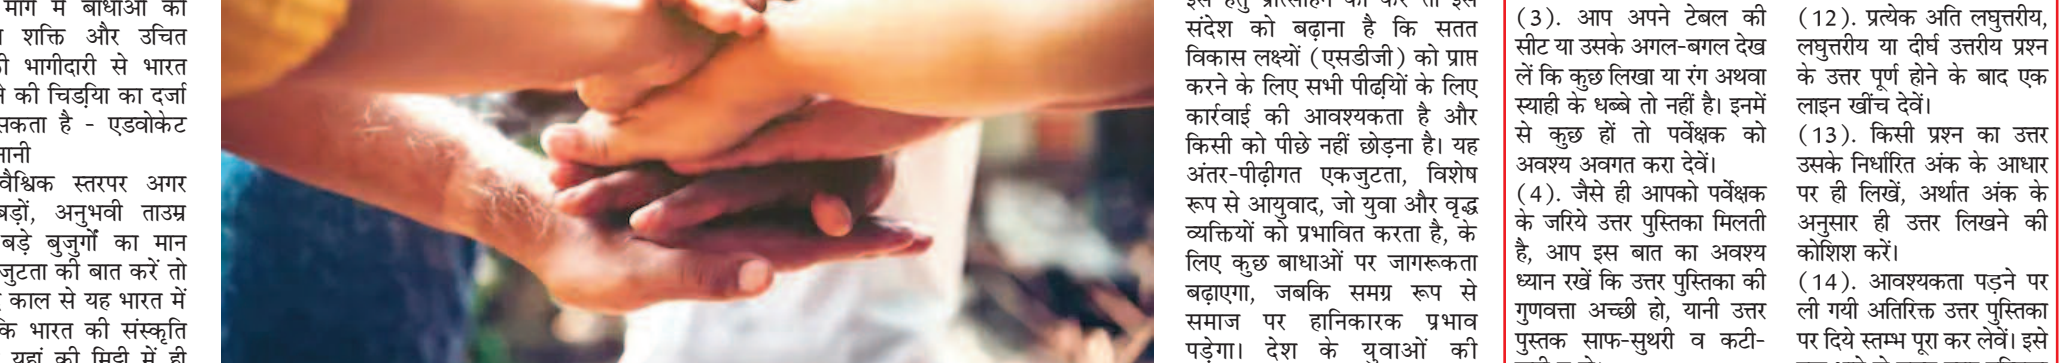 मार्ग में बाधाओं को
शक्ति और उचित
भागीदारी से भारत
की चिड़िया का दर्जा
सकता है - एडवोकेट
वैश्विक स्तरपर अगर
बड़ों, अनुभवी ताउम्र
बड़े बुजुर्गों का मान
की बात करें तो
काल से यह भारत में
भारत की संस्कृति
यहां की मिट्टी में ही
इस हेतु प्रोत्साहन की करें तो इस
संदेश को बढ़ाना है कि सतत
विकास लक्ष्यों (एसडीजी) को प्राप्त
करने के लिए सभी पीढ़ियों के लिए
कार्रवाई की आवश्यकता है और
किसी को पीछे नहीं छोड़ना है। यह
अंतर-पीढ़ीगत एकजुटता, विशेष
रूप से आयुवाद, जो युवा और वृद्ध
व्यक्तियों को प्रभावित करता है, के
लिए कुछ बाधाओं पर जागरूकता
बढ़ाएगा, जबकि समग्र रूप से
समाज पर हानिकारक प्रभाव
पड़ेगा। देश के युवाओं की
(3). आप अपने टेबल की
सीट या उसके अगल-बगल देख
लें कि कुछ लिखा या रंग अथवा
स्याही के धब्बे तो नहीं है। इनमें
से कुछ हों तो पर्वेक्षक को
अवश्य अवगत करा देवें।
(4). जैसे ही आपको पर्वेक्षक
के जरिये उत्तर पुस्तिका मिलती
है, आप इस बात का अवश्य
ध्यान रखें कि उत्तर पुस्तिका की
गुणवत्ता अच्छी हो, यानी उत्तर
पुस्तक साफ-सुथरी व कटी-
(12). प्रत्येक अति लघुत्तरीय,
लघुत्तरीय या दीर्घ उत्तरीय प्रश्न
के उत्तर पूर्ण होने के बाद एक
लाइन खींच देवें।
(13). किसी प्रश्न का उत्तर
उसके निर्धारित अंक के आधार
पर ही लिखें, अर्थात अंक के
अनुसार ही उत्तर लिखने की
कोशिश करें।
(14). आवश्यकता पड़ने पर
ली गयी अतिरिक्त उत्तर पुस्तिका
पर दिये स्तम्भ पूरा कर लेवें। इसे